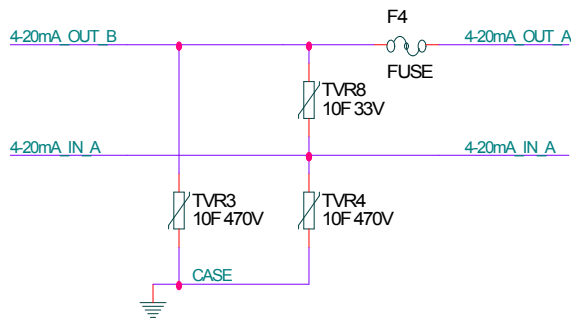 F4
4-20mA_OUT_B
4-20mA_OUT_A
FUSE
TVR8
10F 33V
4-20mA_IN_A
4-20mA_IN_A
TVR3
10F 470V
TVR4
10F 470V
CASE